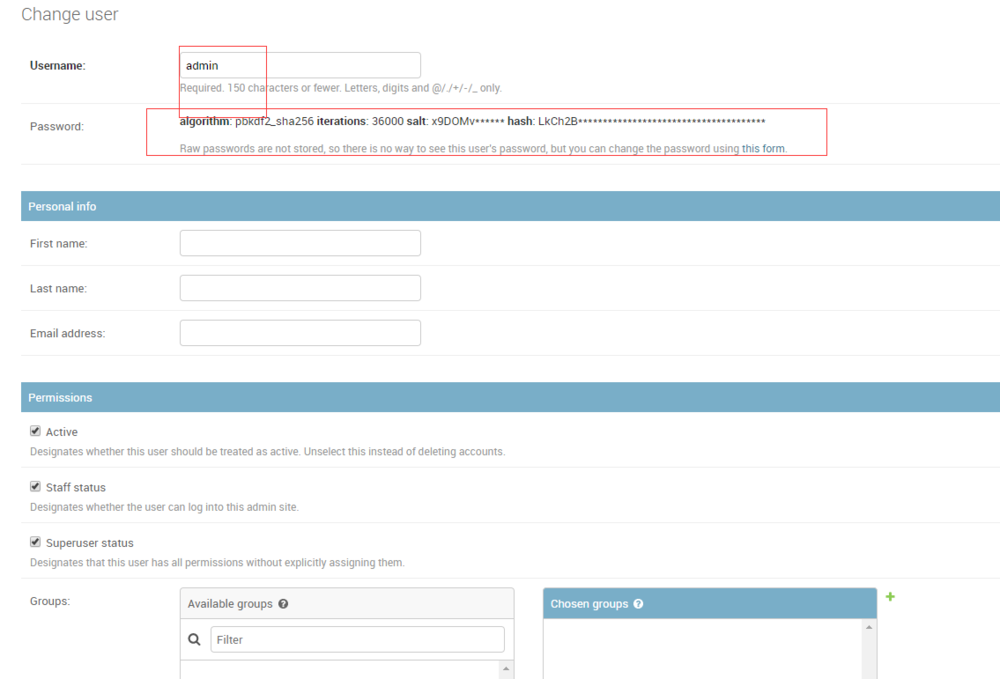 Change user
Username: admin
Required. 150 characters or fewer. Letters, digits and @/./+/-/_ only.
Password: algorithm: pbkdf2_sha256 iterations: 36000 salt: x9DOMv****** hash: LkCh2B**************************************
Raw passwords are not stored, so there is no way to see this user's password, but you can change the password using this form.
Personal info
First name:
Last name:
Email address:
Permissions
Active
Designates whether this user should be treated as active. Unselect this instead of deleting accounts.
Staff status
Designates whether the user can log into this admin site.
Superuser status
Designates that this user has all permissions without explicitly assigning them.
Groups: Available groups ? Chosen groups ? +
Filter